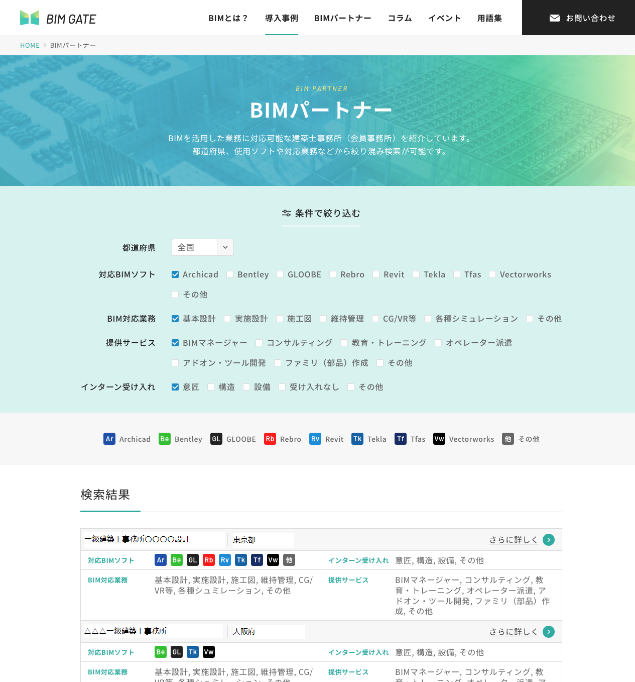 BIM GATE
BIMとは？ 導入事例 BIMパートナー コラム イベント 用語集 お問い合わせ
HOME BIMパートナー
BIM PARTNER
BIMパートナー
BIMを活用した業務に対応可能な建築士事務所（会員事務所）を紹介しています。
都道府県、使用ソフトや対応業務などから絞り混み検索が可能です。
条件で絞り込む
都道府県 全国
対応BIMソフト Archicad Bentley GLOOBE Rebro Revit Tekla Tfas Vectorworks
その他
BIM対応業務 基本設計 実施設計 施工図 維持管理 CG/VR等 各種シミュレーション その他
提供サービス BIMマネージャー コンサルティング 教育・トレーニング オペレーター派遣
アドオン・ツール開発 ファミリ（部品）作成 その他
インターン受け入れ 意匠 構造 設備 受け入れなし その他
Ar Archicad Be Bentley GL GLOOBE Rb Rebro Rv Revit Tk Tekla Tf Tfas Vw Vectorworks 他 その他
検索結果
一級建築士事務所〇〇〇〇設計 東京都 さらに詳しく
対応BIMソフト Ar Be GL Rb Rv Tk Tf Vw 他 インターン受け入れ 意匠, 構造, 設備, その他
BIM対応業務 基本設計, 実施設計, 施工図, 維持管理, CG/ 提供サービス BIMマネージャー, コンサルティング, 教
VR等, 各種シュミレーション, その他 育・トレーニング, オペレーター派遣, ア
ドオン・ツール開発, ファミリ（部品）作
成, その他
△△△一級建築士事務所 大阪府 さらに詳しく
対応BIMソフト Be GL Tk Vw インターン受け入れ 意匠, 構造, 設備, その他
BIM対応業務 基本設計, 実施設計, 施工図, 維持管理, CG/ 提供サービス BIMマネージャー, コンサルティング, 教
VR等, 各種シュミレーション, その他 育・トレーニング, オペレーター派遣, ア